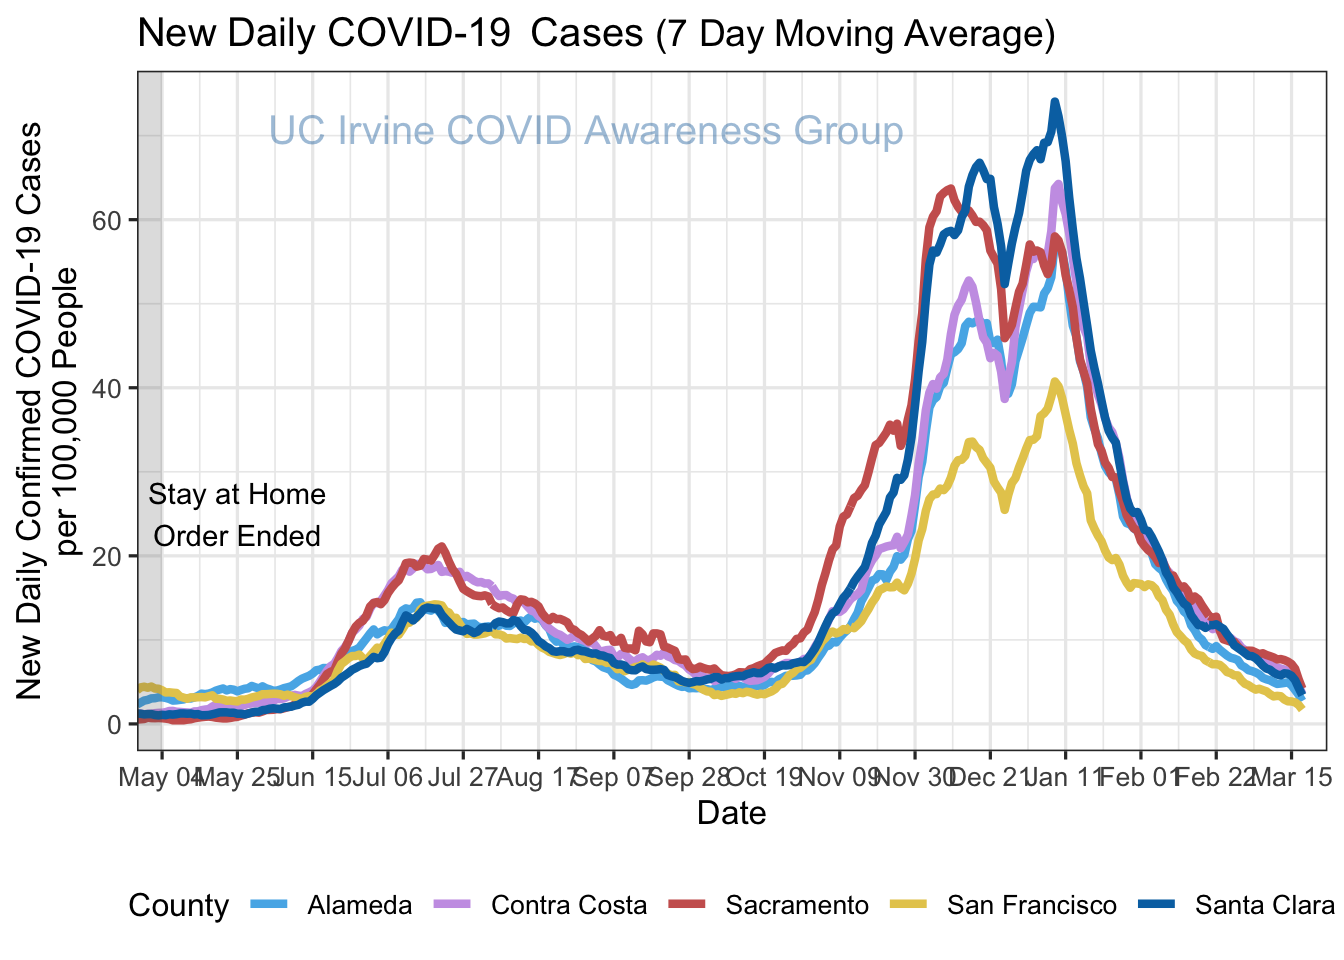 New Daily COVID-19  Cases (7 Day Moving Average)
UC Irvine COVID Awareness Group
New Daily Confirmed COVID-19 Cases
per 100,000 People
60
40
20
0
Stay at Home
Order Ended
May 04 May 25 Jun 15 Jul 06 Jul 27 Aug 17 Sep 07 Sep 28 Oct 19 Nov 09 Nov 30 Dec 21 Jan 11 Feb 01 Feb 22 Mar 15
Date
County Alameda Contra Costa Sacramento San Francisco Santa Clara